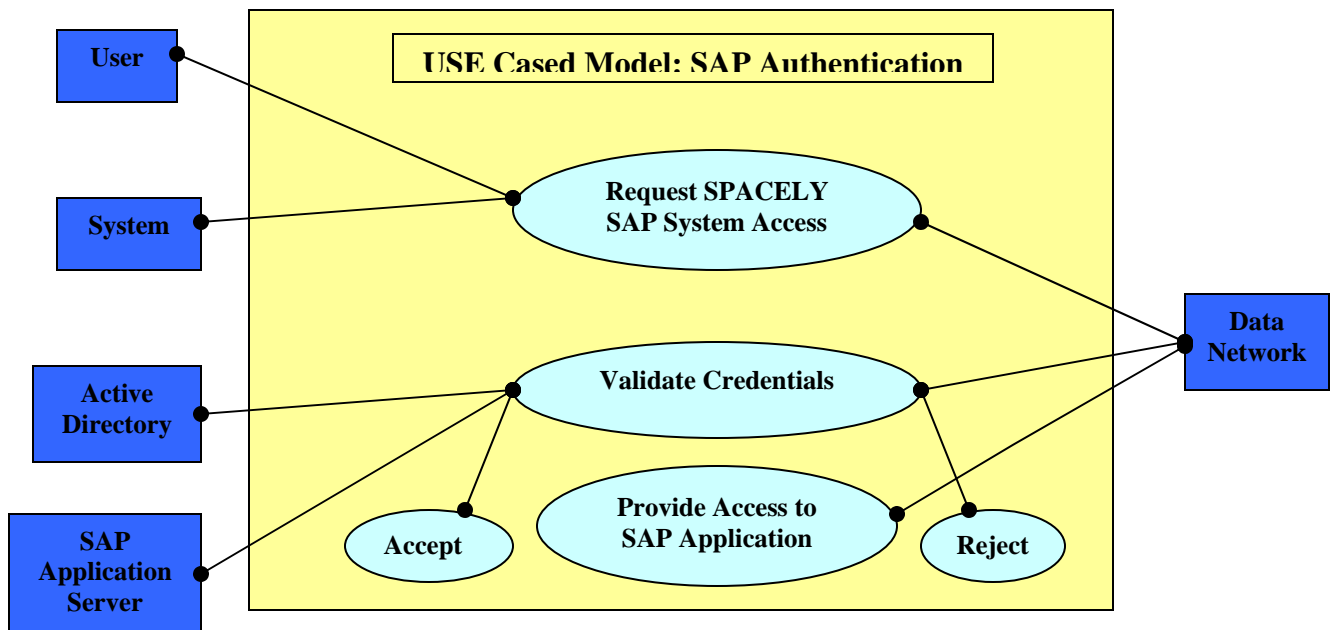 User
USE Cased Model: SAP Authentication
Request SPACELY
SAP System Access
System
Data
Network
Validate Credentials
Active
Directory
Provide Access to
SAP Application
Accept
Reject
SAP
Application
Server